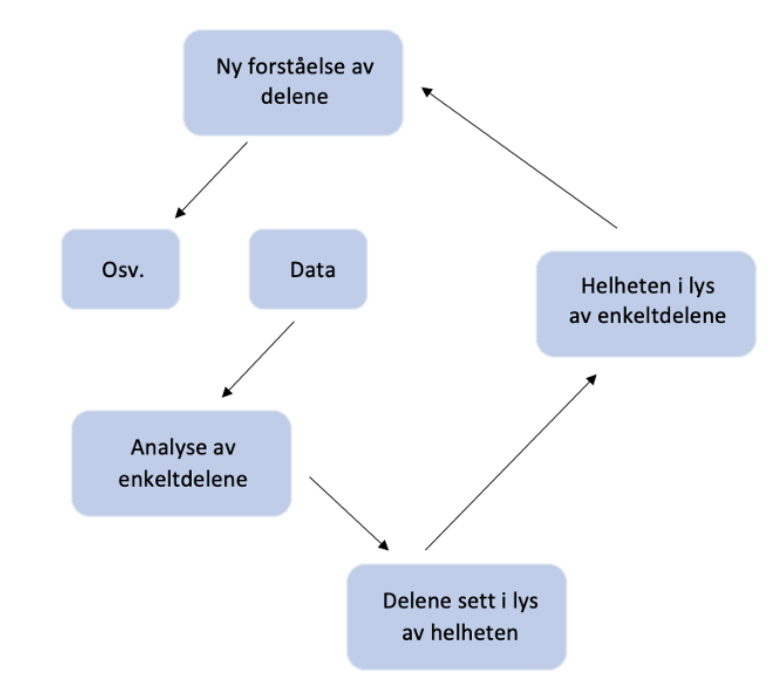 Ny forståelse av
delene
Osv.
Data
Helheten i lys
av enkeltdelene
Analyse av
enkeltdelene
Delene sett i lys
av helheten